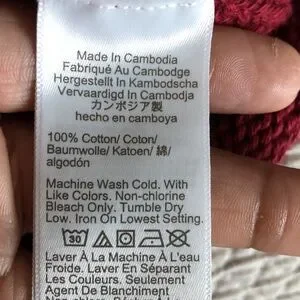 Made In Cambodia
Fabriqué Au Cambodge
Hergestellt In Kambodscha
Vervaardigd In Cambodja
カンボジア製
hecho en camboya
100% Cotton/ Coton/
Baumwolle/ Katoen/ 綿/
algodón
Machine Wash Cold. With
Like Colors. Non-chlorine
Bleach Only. Tumble Dry
Low. Iron On Lowest Setting.
30
Laver À La Machine À L'eau
Froide. Laver En Séparant
Les Couleurs. Seulement
Agent De Blanchiment